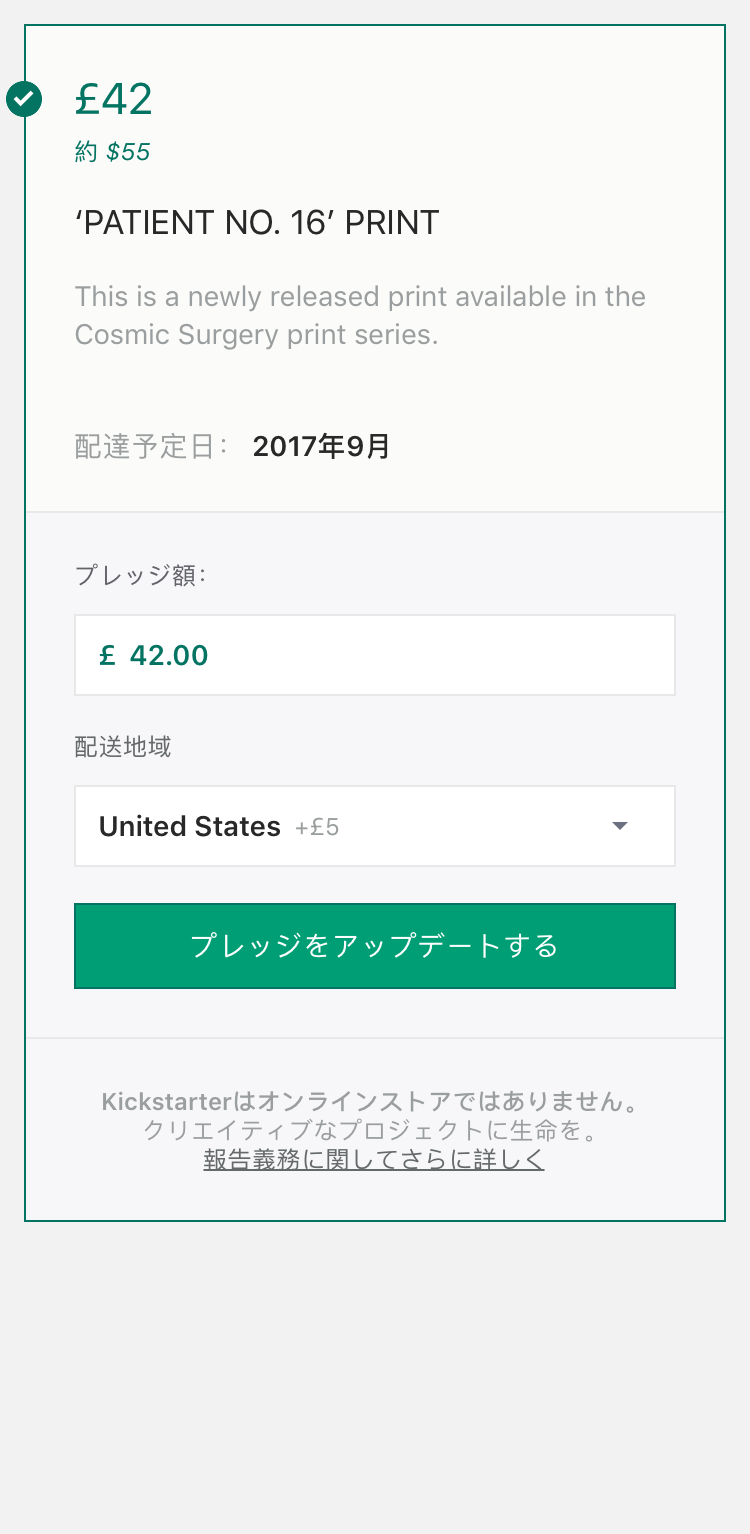 £42
約 $55
‘PATIENT NO. 16’ PRINT
This is a newly released print available in the
Cosmic Surgery print series.
配達予定日： 2017年9月
プレッジ額：
£ 42.00
配送地域
United States +£5
プレッジをアップデートする
Kickstarterはオンラインストアではありません。
クリエイティブなプロジェクトに生命を。
報告義務に関してさらに詳しく